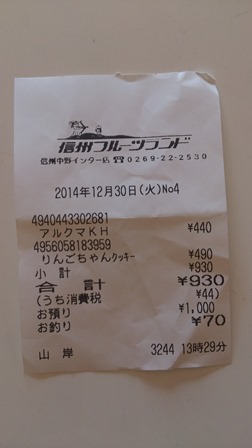 信州フルーツランド
信州中野インター店 ☎0269-22-2530
2014年12月30日(火)No4
4940443302681
アルクマKH ¥440
4956058183959
りんごちゃんクッキー ¥490
小 計 ¥930
合 計 ¥930
(うち消費税 ¥44)
お預り ¥1,000
お釣り ¥70
山 岸 3244 13時29分